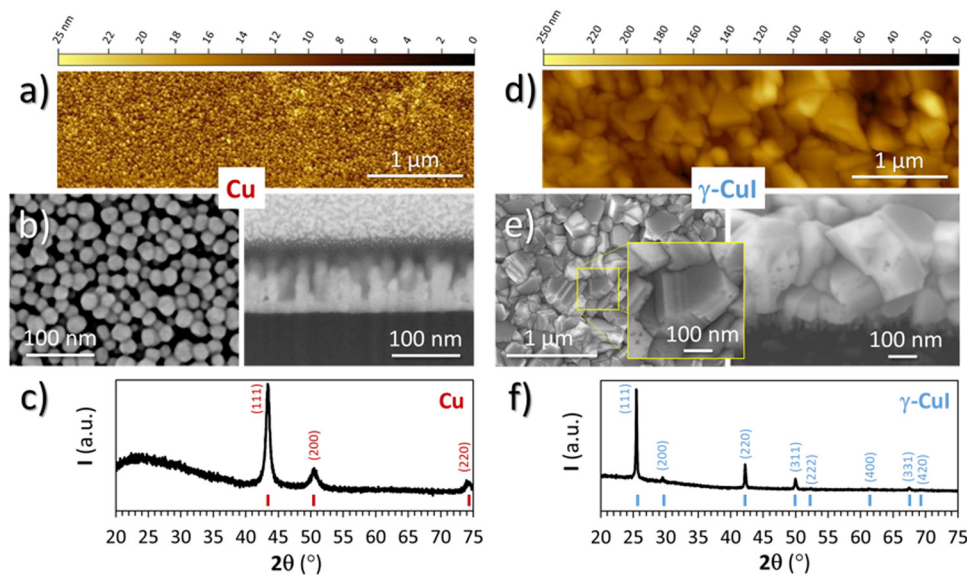 25 nm 22 20 18 16 14 12 10 8 6 4 2 0
a)
1 μm
Cu
b)
100 nm
100 nm
c)
I (a.u.)
(111)
(200)
(220)
Cu
20 25 30 35 40 45 50 55 60 65 70 75
2θ (°)
250 nm 220 200 180 160 140 120 100 80 60 40 20 0
d)
1 μm
γ-CuI
e)
1 μm
100 nm
100 nm
f)
I (a.u.)
(111)
(200)
(220)
(311)
(222)
(400)
(331)
(420)
γ-CuI
20 25 30 35 40 45 50 55 60 65 70 75
2θ (°)